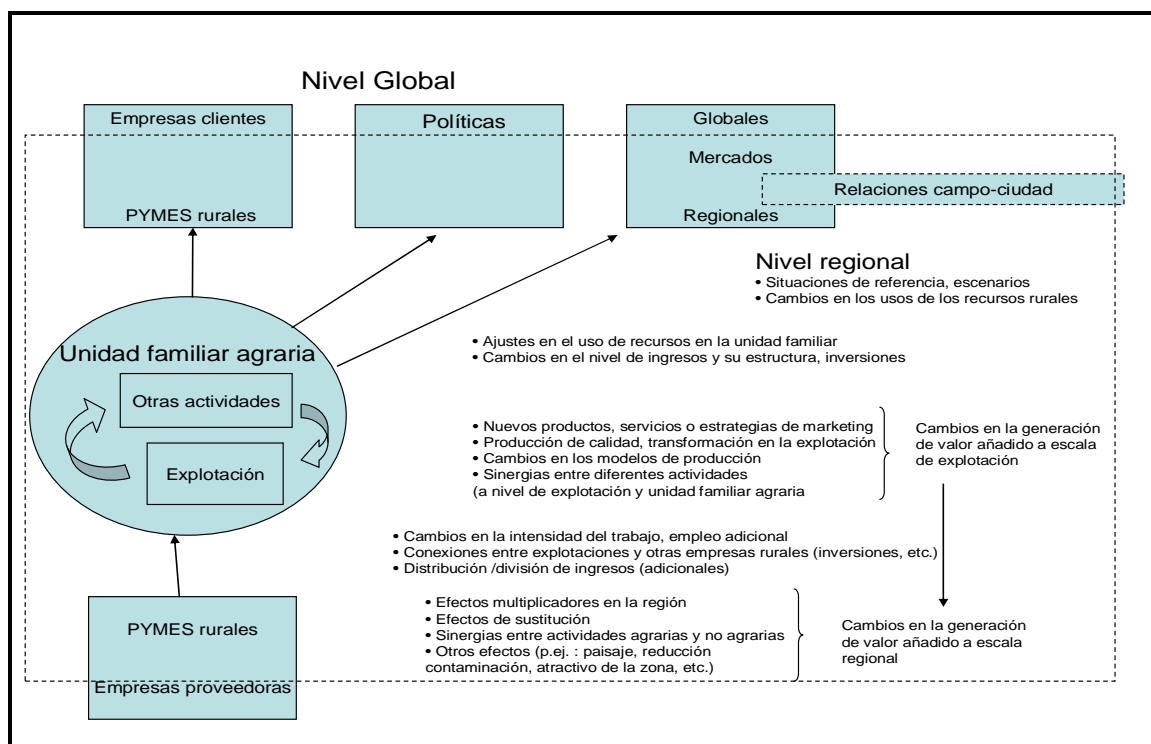 Nivel Global
Empresas clientes
PYMES rurales
Políticas
Globales
Mercados
Regionales
Relaciones campo-ciudad
Nivel regional
• Situaciones de referencia, escenarios
• Cambios en los usos de los recursos rurales
Unidad familiar agraria
Otras actividades
Explotación
• Ajustes en el uso de recursos en la unidad familiar
• Cambios en el nivel de ingresos y su estructura, inversiones
• Nuevos productos, servicios o estrategias de marketing
• Producción de calidad, transformación en la explotación
• Cambios en los modelos de producción
• Sinergias entre diferentes actividades
(a nivel de explotación y unidad familiar agraria
Cambios en la generación
de valor añadido a escala
de explotación
• Cambios en la intensidad del trabajo, empleo adicional
• Conexiones entre explotaciones y otras empresas rurales (inversiones, etc.)
• Distribución /división de ingresos (adicionales)
• Efectos multiplicadores en la región
• Efectos de sustitución
• Sinergias entre actividades agrarias y no agrarias
• Otros efectos (p.ej. : paisaje, reducción
contaminación, atractivo de la zona, etc.)
Cambios en la generación
de valor añadido a escala
regional
PYMES rurales
Empresas proveedoras